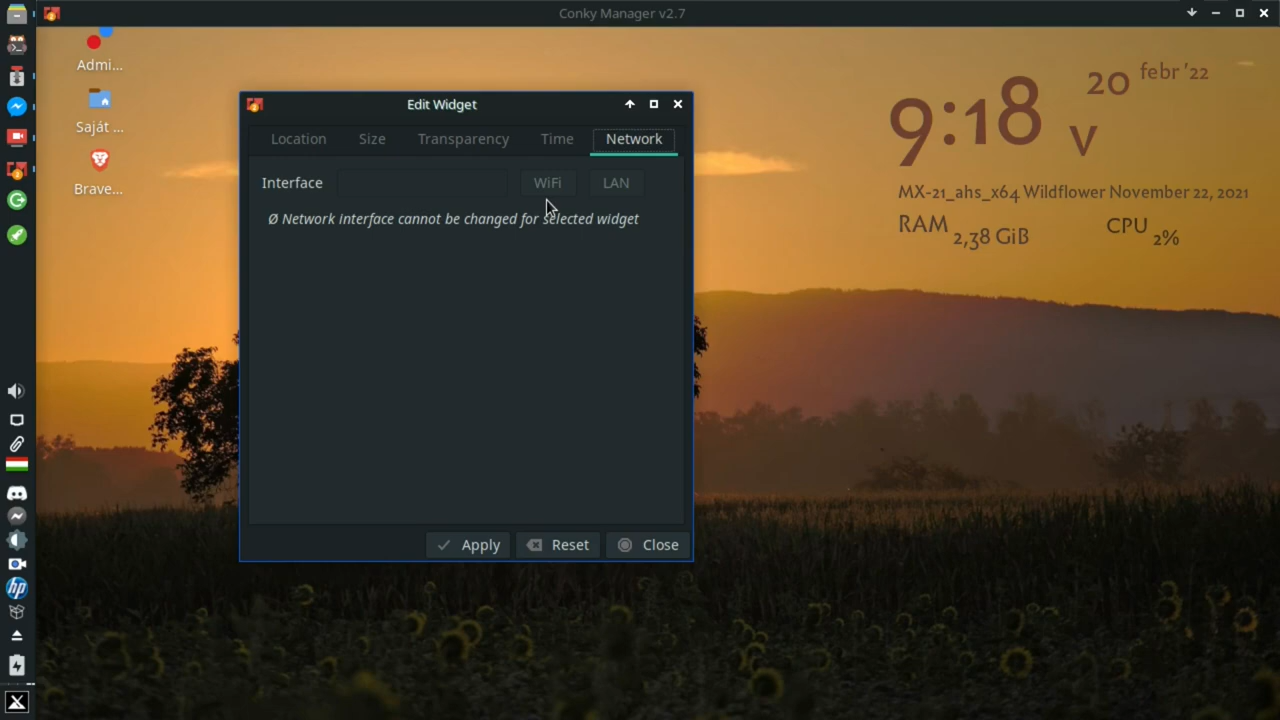 Conky Manager v2.7
Admi...
Saját ...
Brave...
9:18
20
febr '22
V
MX-21_ahs_x64 Wildflower November 22, 2021
RAM 2,38 GiB
CPU 2%
Edit Widget
Location Size Transparency Time Network
Interface WiFi LAN
Ø Network interface cannot be changed for selected widget
Apply Reset Close
hp